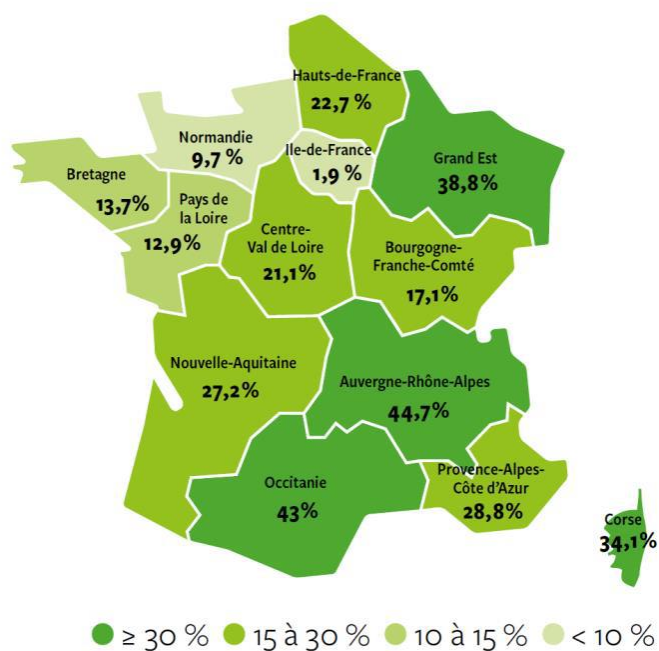 Hauts-de-France
22,7 %
Normandie
9,7 %
Ile-de-France
1,9 %
Grand Est
38,8%
Bretagne
13,7%
Pays de
la Loire
12,9%
Centre-
Val de Loire
21,1%
Bourgogne-
Franche-Comté
17,1%
Nouvelle-Aquitaine
27,2%
Auvergne-Rhône-Alpes
44,7%
Occitanie
43%
Provence-Alpes-
Côte d'Azur
28,8%
Corse
34,1%
≥ 30 % 15 à 30 % 10 à 15 % < 10 %